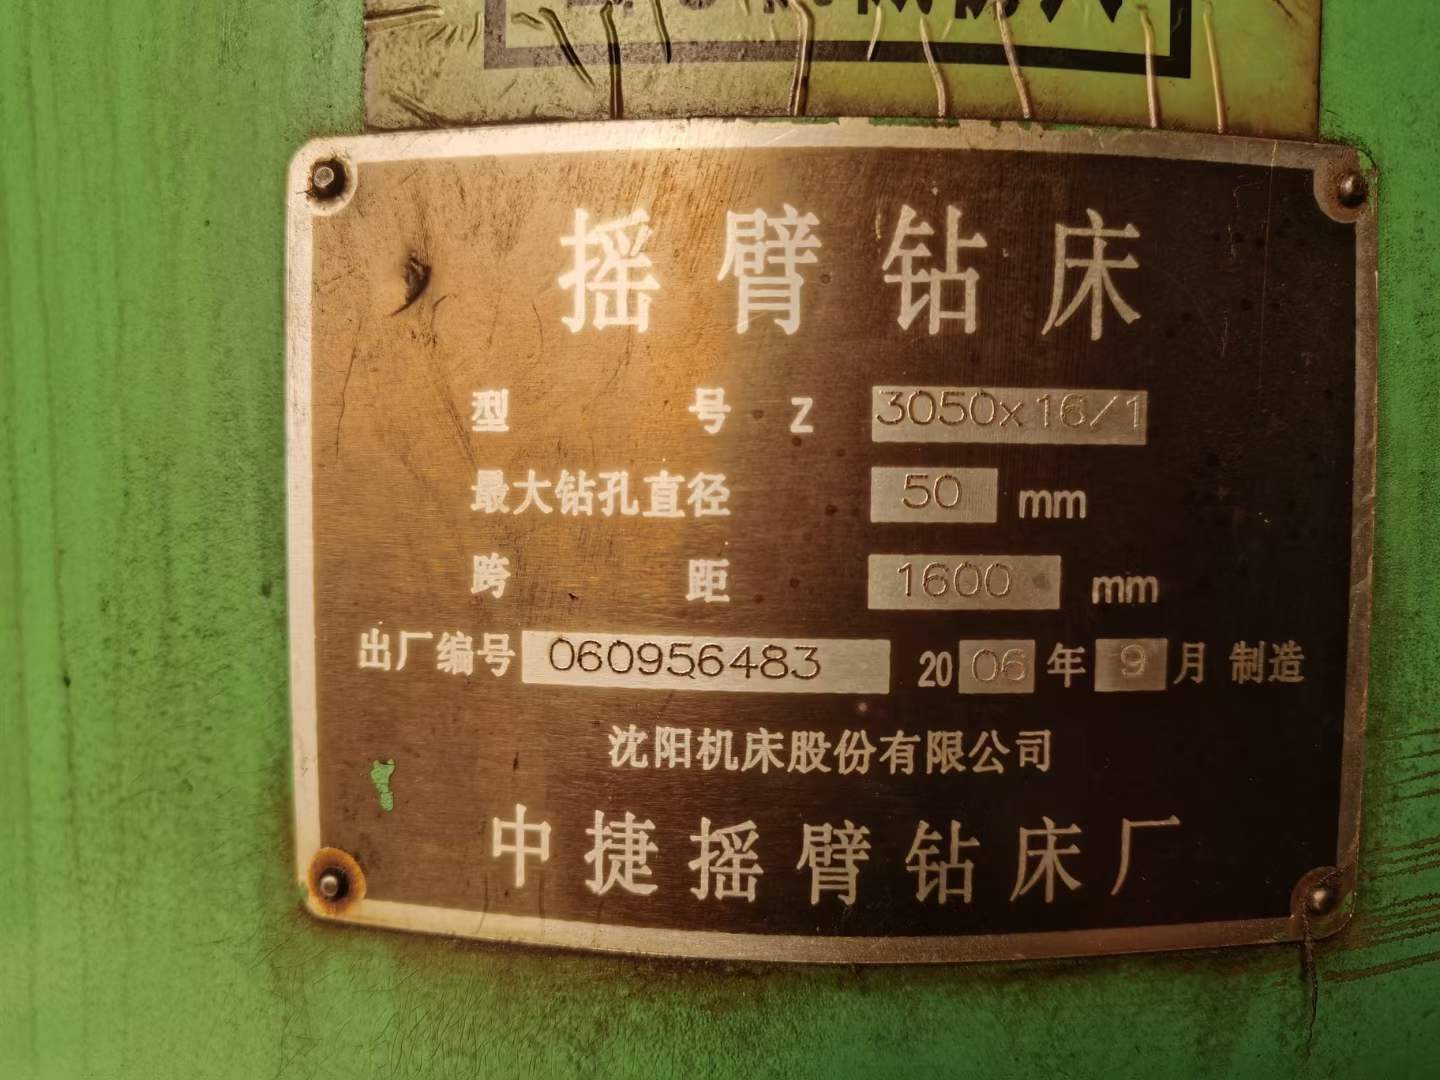 摇臂钻床
型号 Z 3050x16/1
最大钻孔直径 50 mm
跨距 1600 mm
出厂编号 060956483 2006年9月制造
沈阳机床股份有限公司
中捷摇臂钻床厂